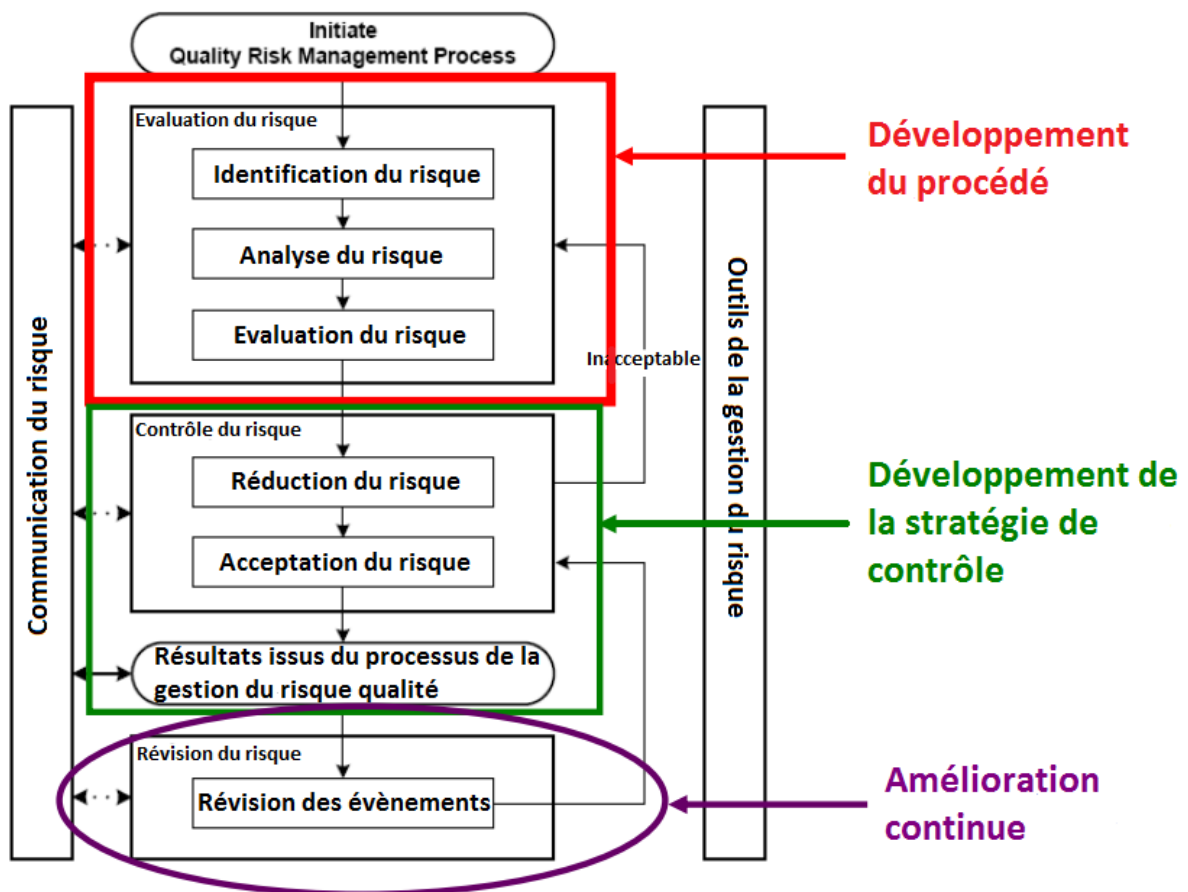 Initiate
Quality Risk Management Process
Evaluation du risque
Identification du risque
Analyse du risque
Evaluation du risque
Inacceptable
Contrôle du risque
Réduction du risque
Acceptation du risque
Résultats issus du processus de la
gestion du risque qualité
Révision du risque
Révision des évènements
Communication du risque
Outils de la gestion du risque
Développement
du procédé
Développement de
la stratégie de
contrôle
Amélioration
continue